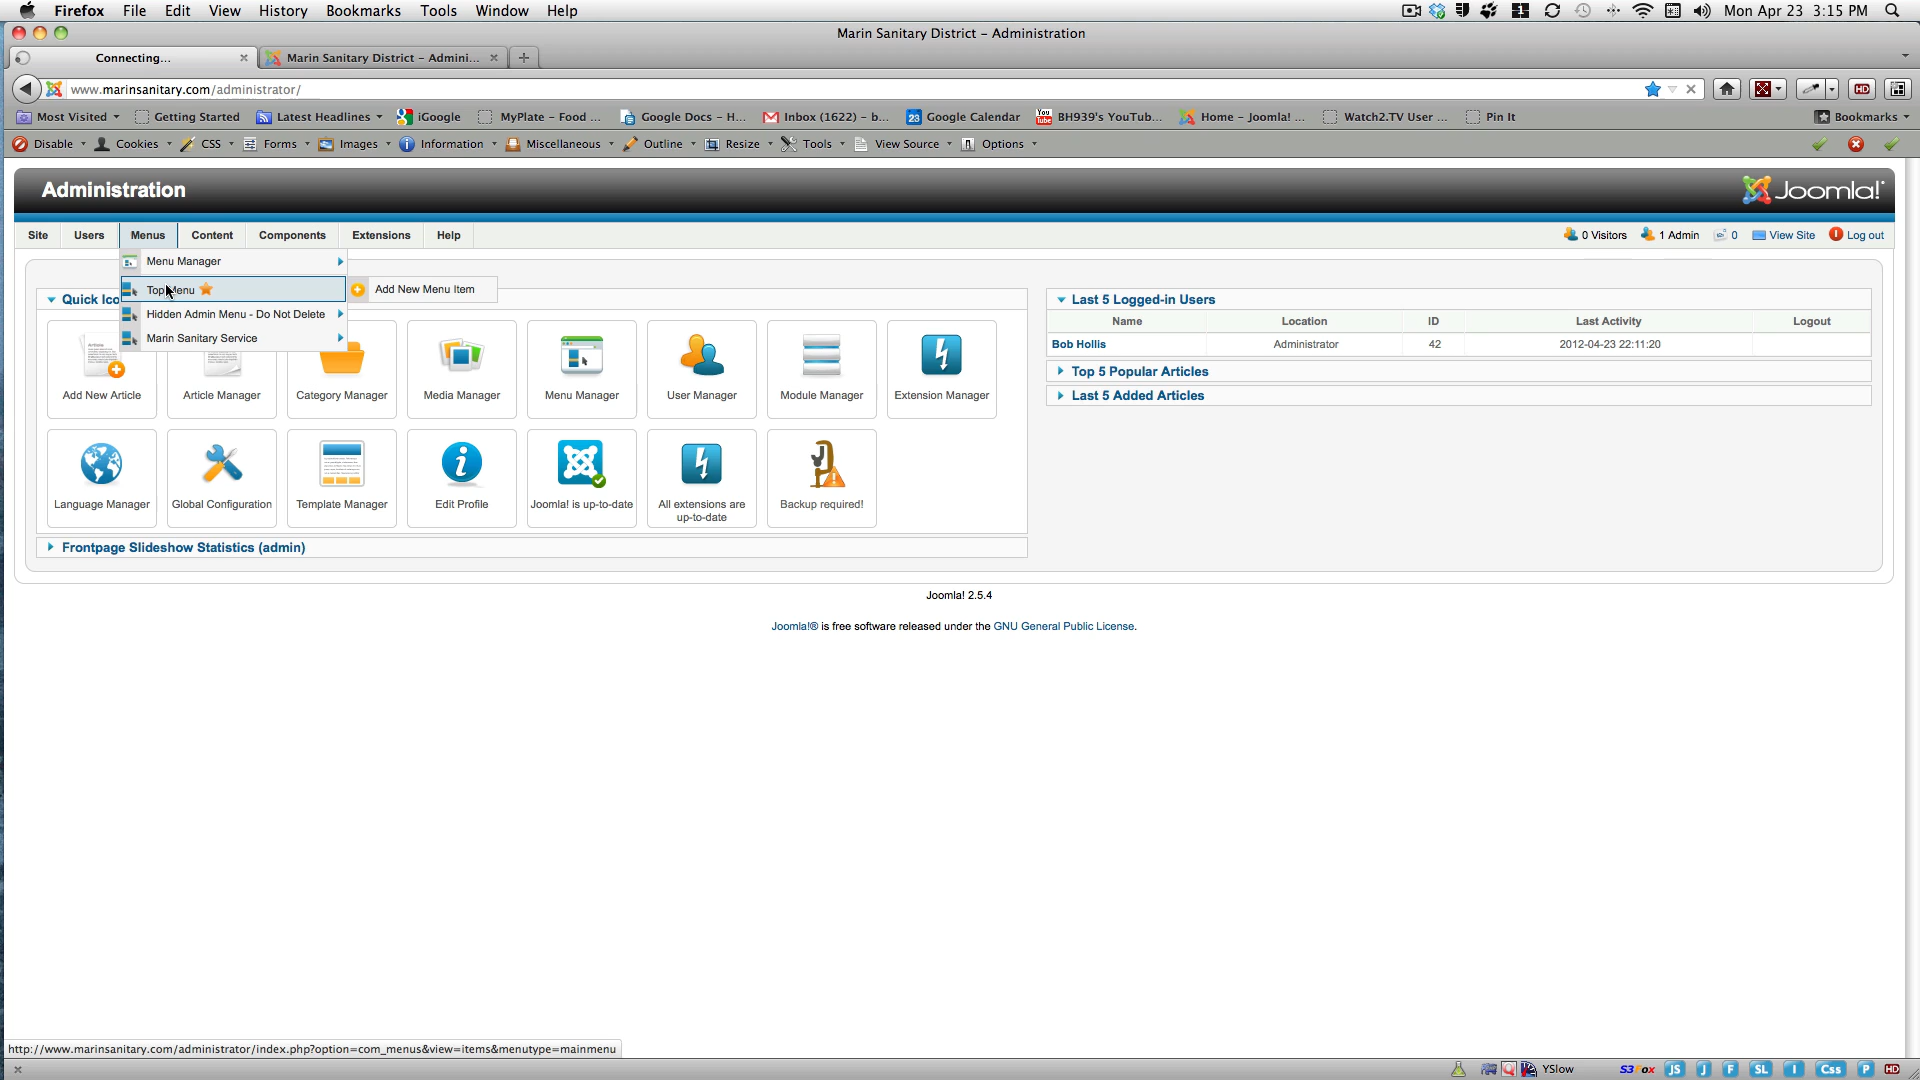 Firefox File Edit View History Bookmarks Tools Window Help Mon Apr 23 3:15 PM
Marin Sanitary District – Administration
Connecting... Marin Sanitary District – Admini...
www.marinsanitary.com/administrator/
Most Visited Getting Started Latest Headlines iGoogle MyPlate – Food ... Google Docs – H... Inbox (1622) – b... 23 Google Calendar You Tube BH939's YouTub... Home – Joomla! ... Watch2.TV User ... Pin It Bookmarks
Disable Cookies CSS Forms Images Information Miscellaneous Outline Resize Tools View Source Options
Administration Joomla!
Site Users Menus Content Components Extensions Help 0 Visitors 1 Admin 0 View Site Log out
Menu Manager
Top Menu Add New Menu Item
Quick Ico Last 5 Logged-in Users
Hidden Admin Menu - Do Not Delete
Name Location ID Last Activity Logout
Marin Sanitary Service
Bob Hollis Administrator 42 2012-04-23 22:11:20
Top 5 Popular Articles
Last 5 Added Articles
Add New Article Article Manager Category Manager Media Manager Menu Manager User Manager Module Manager Extension Manager
Language Manager Global Configuration Template Manager Edit Profile Joomla! is up-to-date All extensions are up-to-date Backup required!
Frontpage Slideshow Statistics (admin)
Joomla! 2.5.4
Joomla!® is free software released under the GNU General Public License.
http://www.marinsanitary.com/administrator/index.php?option=com_menus&view=items&menutype=mainmenu
YSlow S3Fox JS J F SL I Css P HD